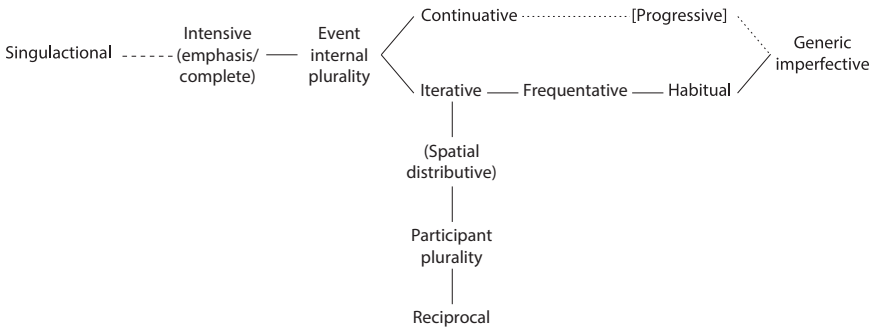 Singulactional
Intensive
(emphasis/
complete)
Event
internal
plurality
Continuative
[Progressive]
Generic
imperfective
Iterative
Frequentative
Habitual
(Spatial
distributive)
Participant
plurality
Reciprocal